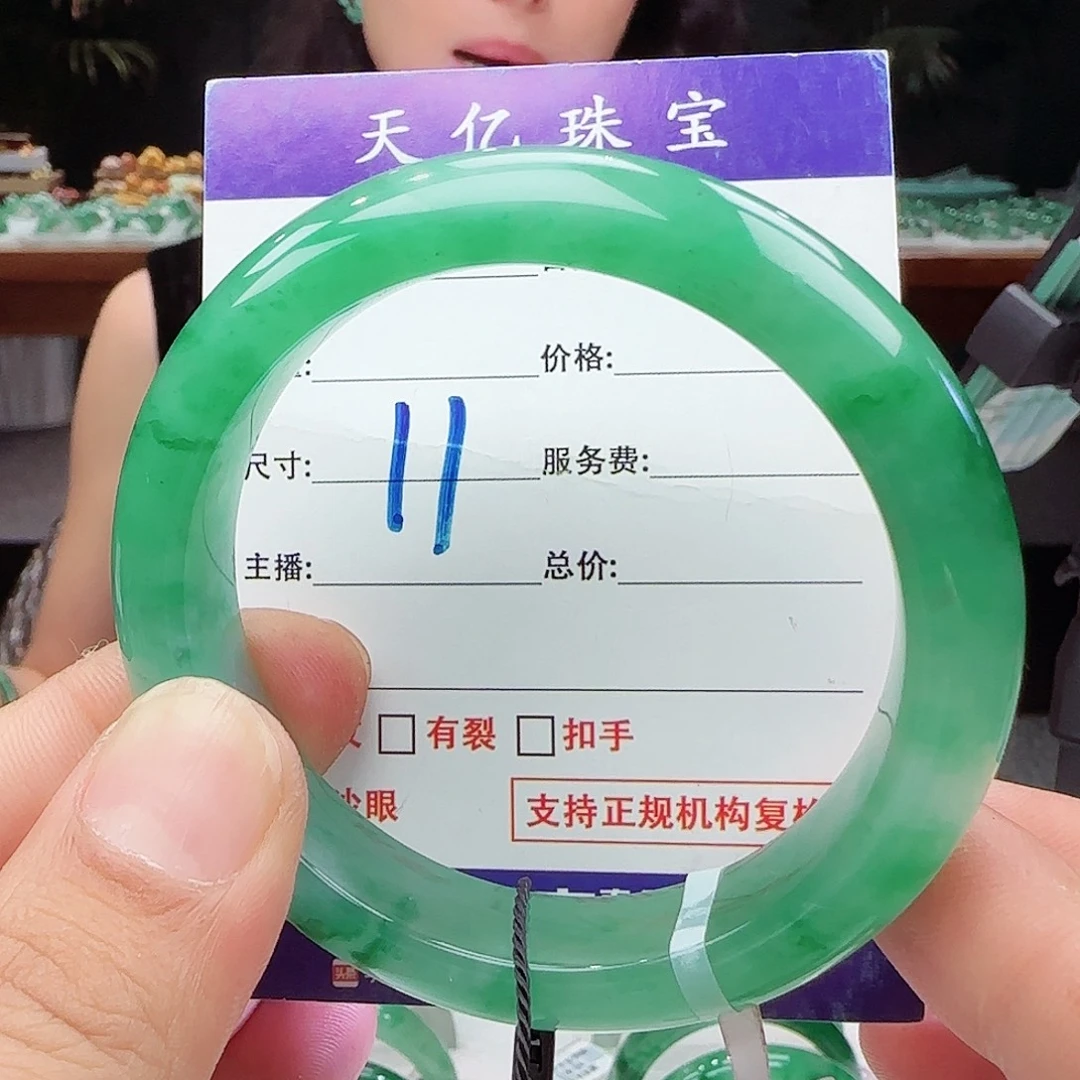 天亿珠宝
价格:
尺寸: 11 服务费:
主播: 总价:
有裂 扣手
眼 支持正规机构复